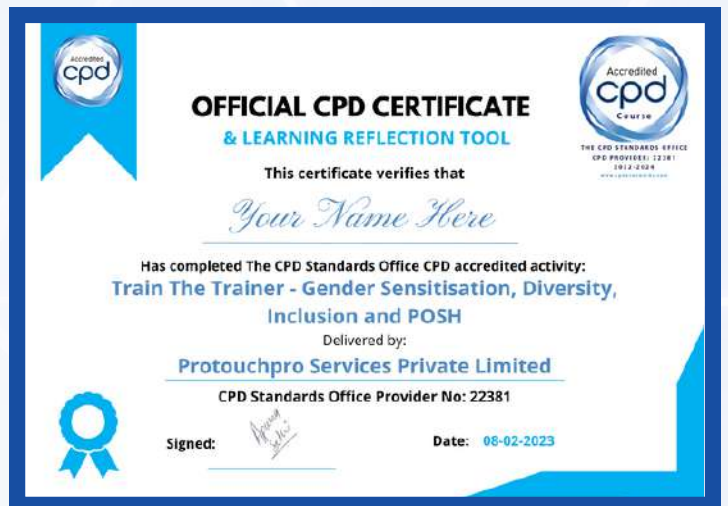 Accredited
cpd
Accredited
cpd
Course
THE CPD STANDARDS OFFICE
CPD PROVIDER: 22381
2022-2024
OFFICIAL CPD CERTIFICATE
& LEARNING REFLECTION TOOL
This certificate verifies that
Your Name Here
Has completed The CPD Standards Office CPD accredited activity:
Train The Trainer - Gender Sensitisation, Diversity,
Inclusion and POSH
Delivered by:
Protouchpro Services Private Limited
CPD Standards Office Provider No: 22381
Signed:
Date: 08-02-2023